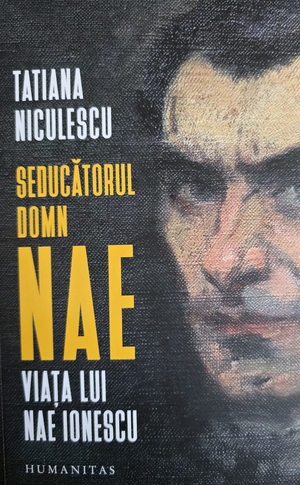 TATIANA
NICULESCU
SEDUCĂTORUL
DOMN
NAE
VIAȚA LUI
NAE IONESCU
HUMANITAS